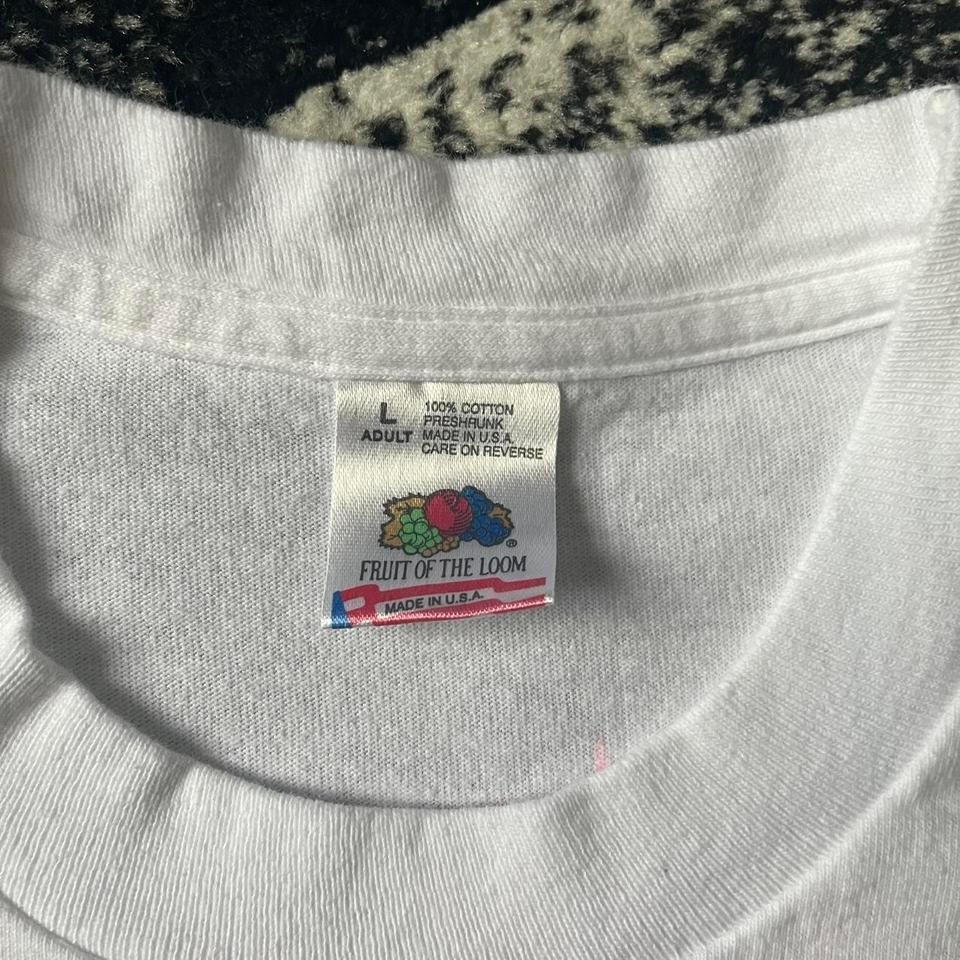 L
ADULT
100% COTTON
PRESHRUNK
MADE IN U.S.A.
CARE ON REVERSE
®
FRUIT OF THE LOOM
MADE IN U.S.A.